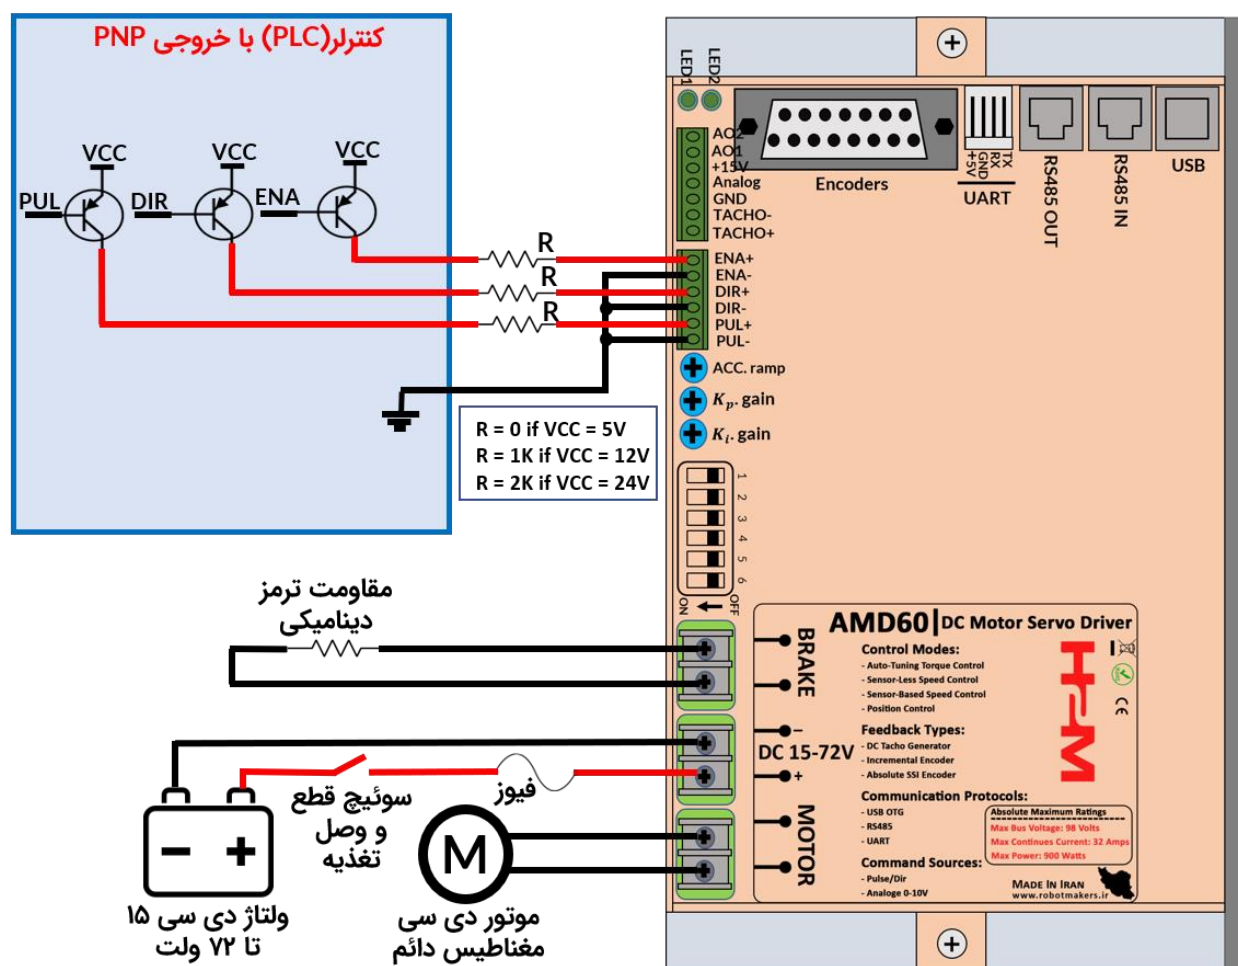 کنترلر(PLC) با خروجی PNP
VCC
VCC
VCC
PUL
DIR
ENA
R
R
R
R = 0 if VCC = 5V
R = 1K if VCC = 12V
R = 2K if VCC = 24V
LED1
LED2
AO2
AO1
+15V
Analog
GND
TACHO-
TACHO+
ENA+
ENA-
DIR+
DIR-
PUL+
PUL-
ACC. ramp
Kp. gain
Ki. gain
1
2
3
4
5
6
ON
OFF
Encoders
TX
RX
GND
+5V
UART
RS485 OUT
RS485 IN
USB
مقاومت ترمز
دینامیکی
BRAKE
DC 15-72V
−
+
MOTOR
سوئیچ قطع
و وصل
تغذیه
فیوز
− +
ولتاژ دی سی ۱۵
تا ۷۲ ولت
M
موتور دی سی
مغناطیس دائم
AMD60 | DC Motor Servo Driver
Control Modes:
- Auto-Tuning Torque Control
- Sensor-Less Speed Control
- Sensor-Based Speed Control
- Position Control
Feedback Types:
- DC Tacho Generator
- Incremental Encoder
- Absolute SSI Encoder
Communication Protocols:
- USB OTG
- RS485
- UART
Command Sources:
- Pulse/Dir
- Analoge 0-10V
Absolute Maximum Ratings
Max Bus Voltage: 98 Volts
Max Continues Current: 32 Amps
Max Power: 900 Watts
CE
MADE IN IRAN
www.robotmakers.ir